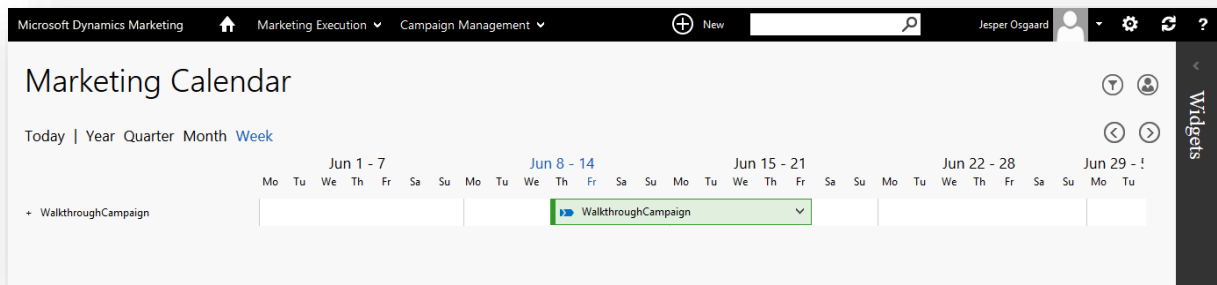 Microsoft Dynamics Marketing Marketing Execution Campaign Management New Jesper Osgaard ?
Marketing Calendar
Widgets
Today | Year Quarter Month Week
Jun 1 - 7 Jun 8 - 14 Jun 15 - 21 Jun 22 - 28 Jun 29 -
Mo Tu We Th Fr Sa Su Mo Tu We Th Fr Sa Su Mo Tu We Th Fr Sa Su Mo Tu We Th Fr Sa Su Mo Tu
+ WalkthroughCampaign WalkthroughCampaign